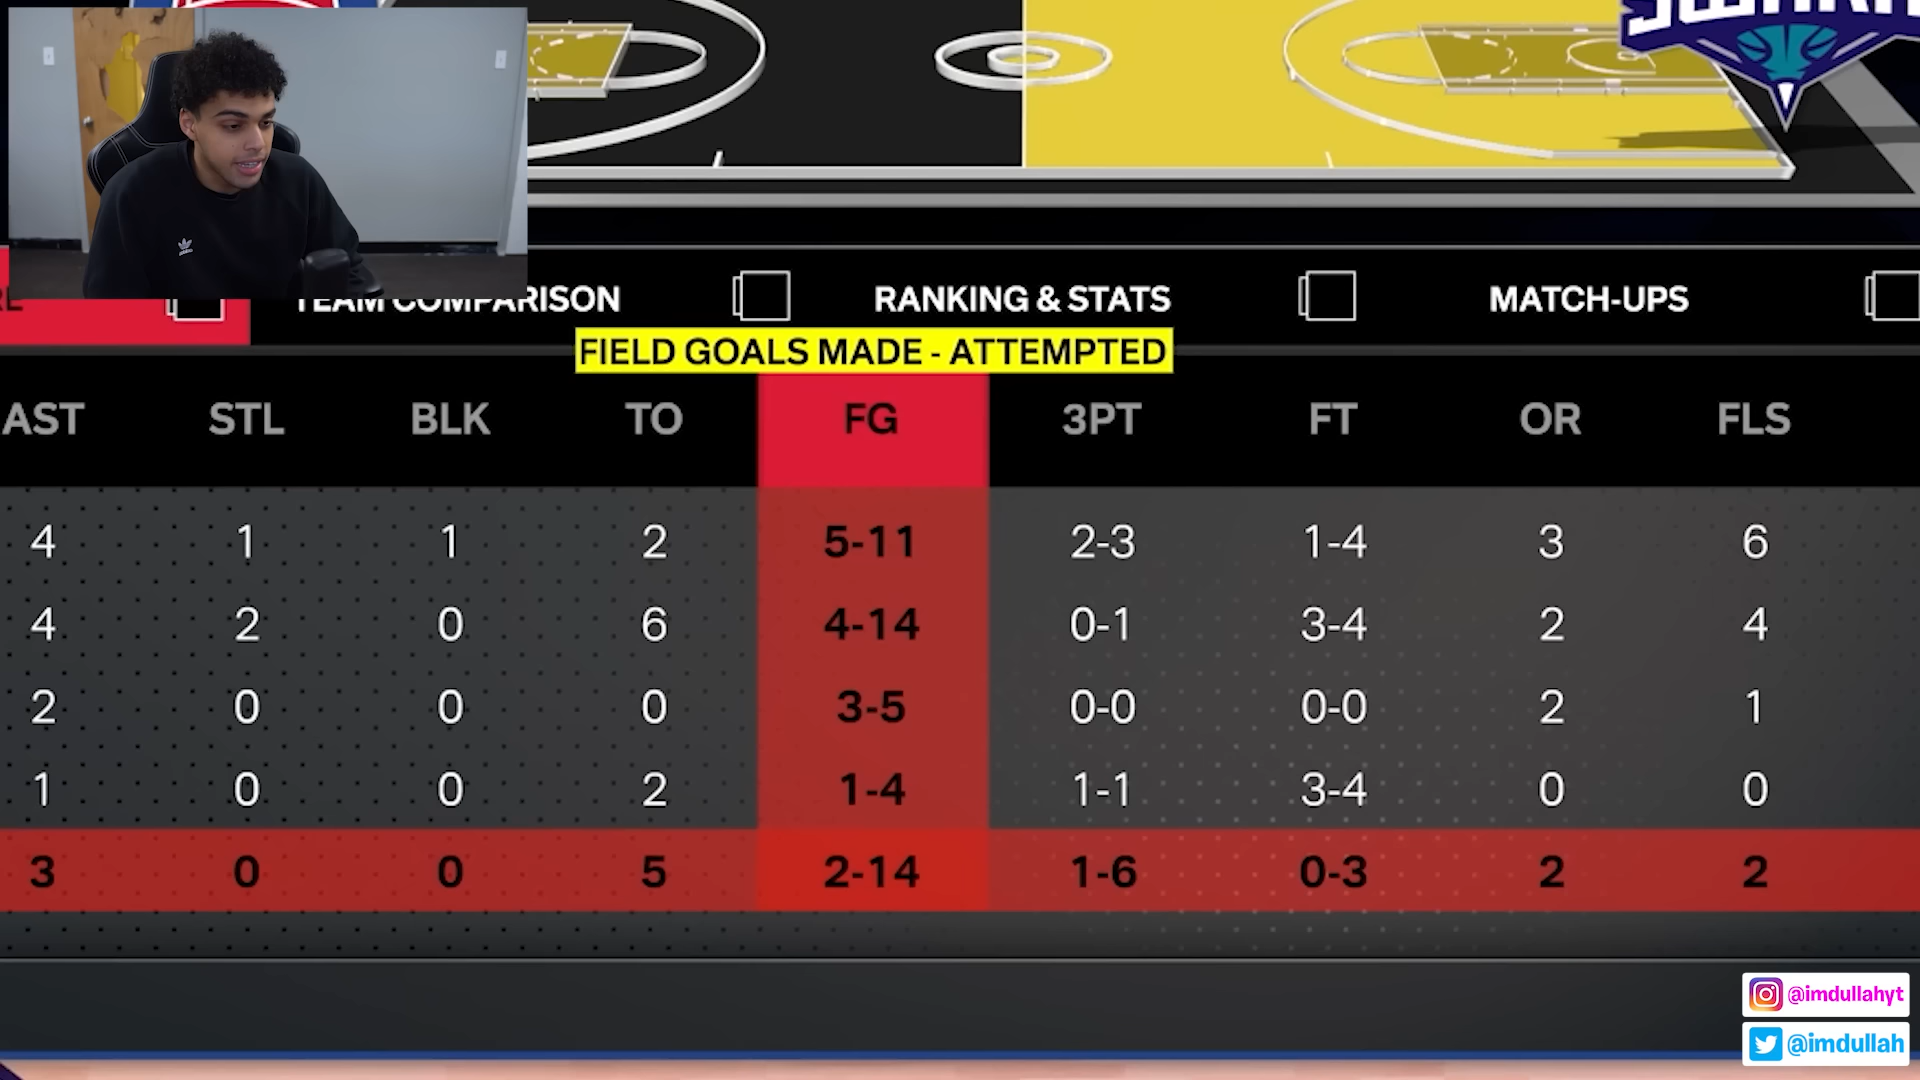 TEAM COMPARISON
RANKING & STATS
MATCH-UPS
FIELD GOALS MADE - ATTEMPTED
AST STL BLK TO FG 3PT FT OR FLS
4 1 1 2 5-11 2-3 1-4 3 6
4 2 0 6 4-14 0-1 3-4 2 4
2 0 0 0 3-5 0-0 0-0 2 1
1 0 0 2 1-4 1-1 3-4 0 0
3 0 0 5 2-14 1-6 0-3 2 2
@imdullahyt
@imdullah